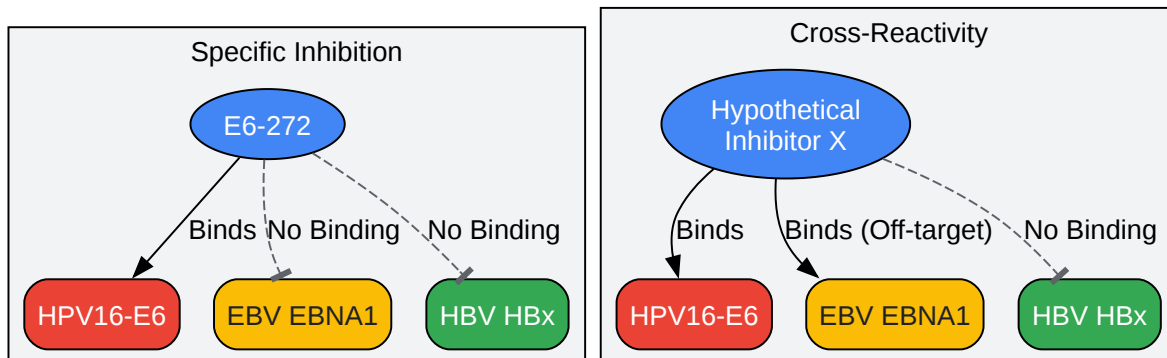 Specific Inhibition
E6-272
Binds
No Binding
No Binding
HPV16-E6
EBV EBNA1
HBV HBx
Cross-Reactivity
Hypothetical
Inhibitor X
Binds
Binds (Off-target)
No Binding
HPV16-E6
EBV EBNA1
HBV HBx